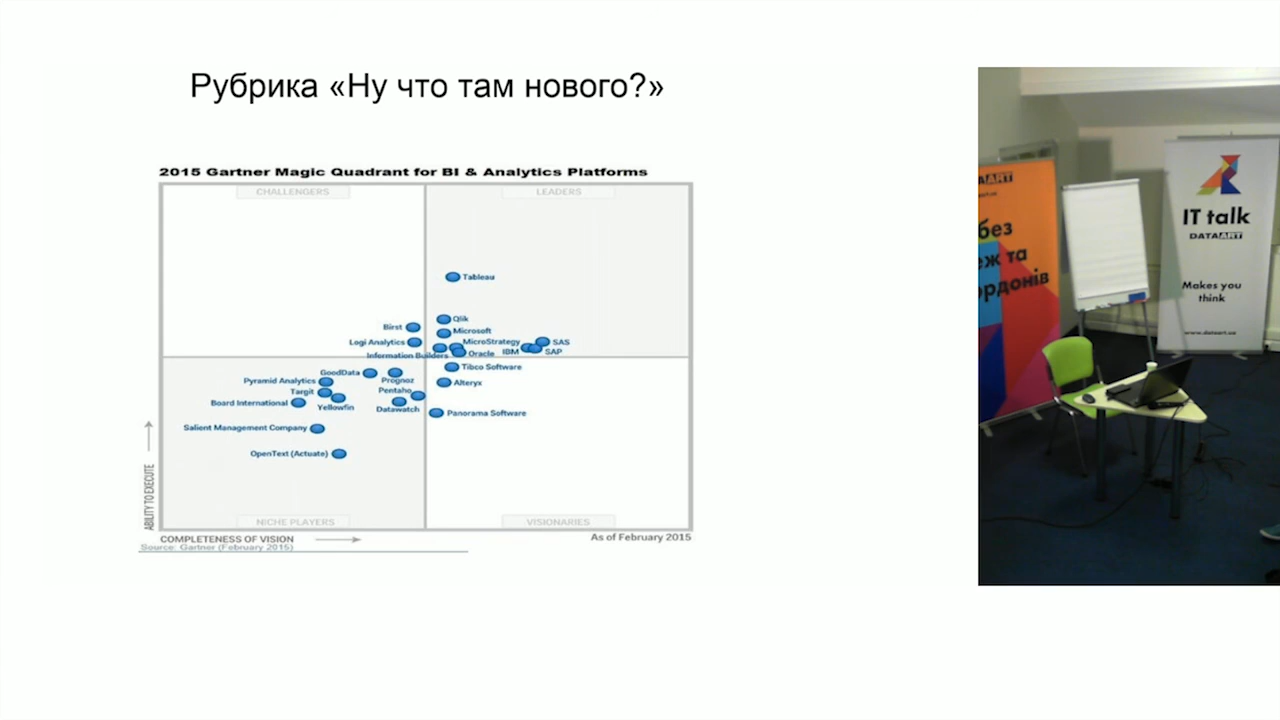 Рубрика «Ну что там нового?»
2015 Gartner Magic Quadrant for BI & Analytics Platforms
CHALLENGERS
LEADERS
Tableau
Qlik
Birst
Microsoft
Logi Analytics
MicroStrategy
SAS
Information Builders
Oracle
IBM
SAP
GoodData
Tibco Software
Pyramid Analytics
Prognoz
Alteryx
Targit
Pentaho
Board International
Yellowfin
Datawatch
Panorama Software
Salient Management Company
OpenText (Actuate)
ABILITY TO EXECUTE
NICHE PLAYERS
VISIONARIES
COMPLETENESS OF VISION
As of February 2015
Source: Gartner (February 2015)
без
та
IT talk
DATAART
Makes you
think
www.dataart.ua